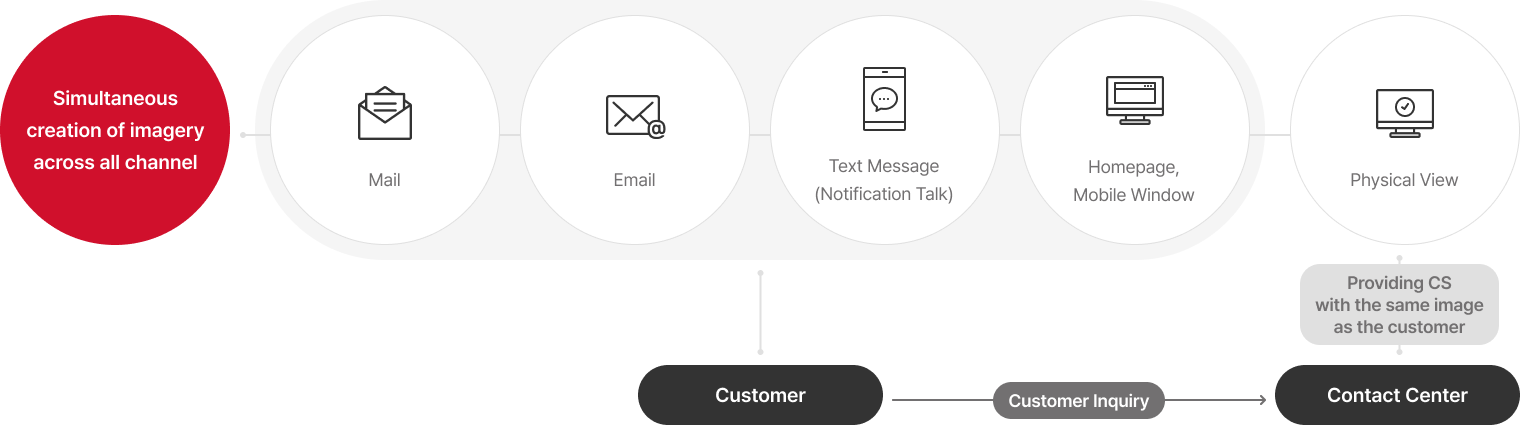 Simultaneous
creation of imagery
across all channel
Mail
Email
@
Text Message
(Notification Talk)
Homepage,
Mobile Window
Physical View
Providing CS
with the same image
as the customer
Customer
Customer Inquiry
Contact Center